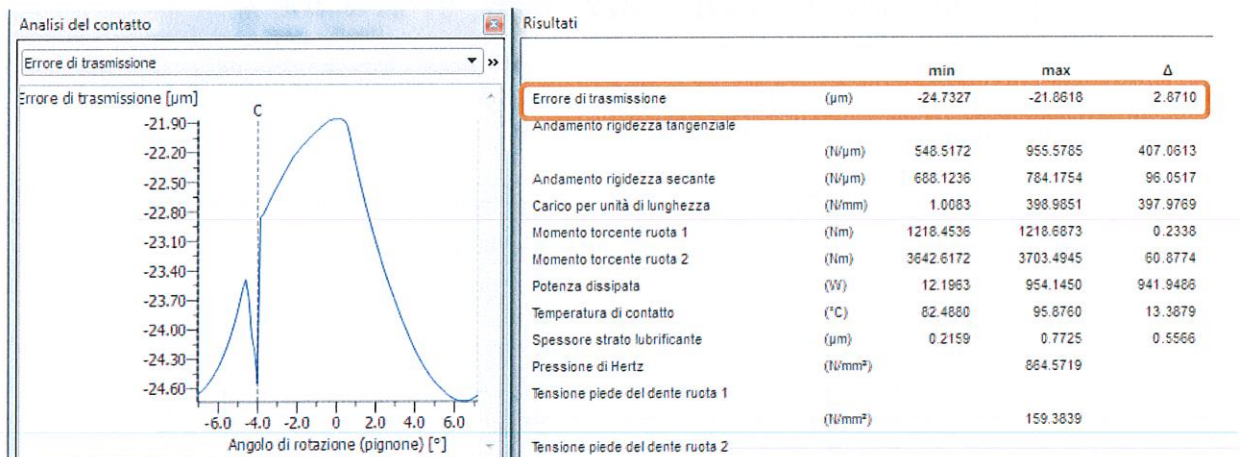 Analisi del contatto
Errore di trasmissione
»
Errore di trasmissione [µm]
C
-21.90
-22.20
-22.50
-22.80
-23.10
-23.40
-23.70
-24.00
-24.30
-24.60
-6.0 -4.0 -2.0 0 2.0 4.0 6.0
Angolo di rotazione (pignone) [°]
Risultati
min max Δ
Errore di trasmissione (µm) -24.7327 -21.8618 2.8710
Andamento rigidezza tangenziale
(N/µm) 548.5172 955.5785 407.0613
Andamento rigidezza secante (N/µm) 688.1236 784.1754 96.0517
Carico per unità di lunghezza (N/mm) 1.0083 398.9851 397.9769
Momento torcente ruota 1 (Nm) 1218.4536 1218.6873 0.2338
Momento torcente ruota 2 (Nm) 3642.6172 3703.4945 60.8774
Potenza dissipata (W) 12.1963 954.1450 941.9486
Temperatura di contatto (°C) 82.4880 95.8760 13.3879
Spessore strato lubrificante (µm) 0.2159 0.7725 0.5566
Pressione di Hertz (N/mm²) 864.5719
Tensione piede del dente ruota 1
(N/mm²) 159.3839
Tensione piede del dente ruota 2